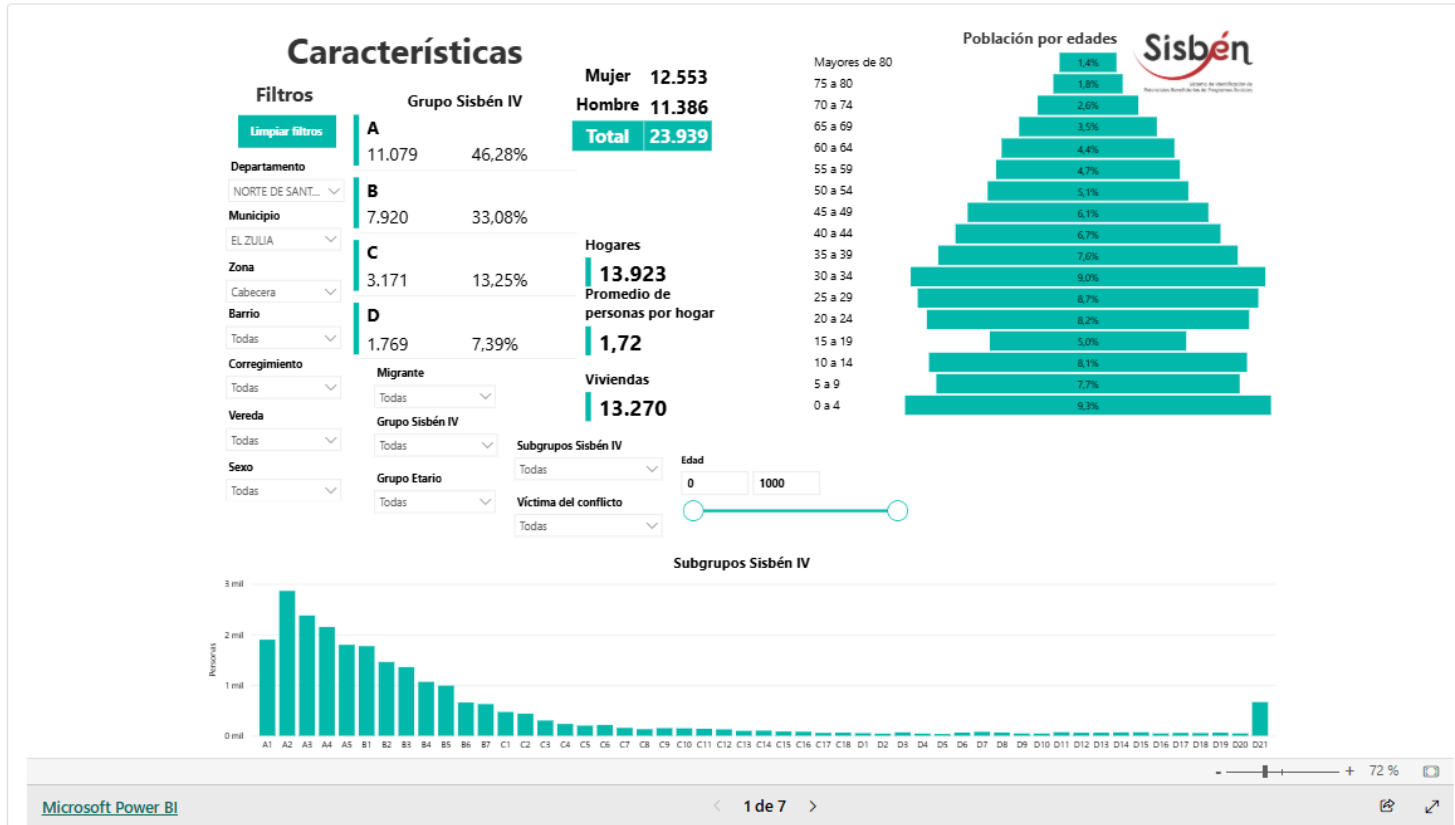 Características
Filtros
Limpiar filtros
Departamento
NORTE DE SANT...
Municipio
EL ZULIA
Zona
Cabecera
Barrio
Todas
Corregimiento
Todas
Vereda
Todas
Sexo
Todas
Grupo Sisbén IV
A
11.079 46,28%
B
7.920 33,08%
C
3.171 13,25%
D
1.769 7,39%
Migrante
Todas
Grupo Sisbén IV
Todas
Grupo Etario
Todas
Mujer 12.553
Hombre 11.386
Total 23.939
Hogares
13.923
Promedio de
personas por hogar
1,72
Viviendas
13.270
Subgrupos Sisbén IV
Todas
Víctima del conflicto
Todas
Edad
0 1000
Población por edades
Sisbén
Sistema de Identificación de
Potenciales Beneficiarios de Programas Sociales
Mayores de 80 1,4%
75 a 80 1,8%
70 a 74 2,6%
65 a 69 3,5%
60 a 64 4,4%
55 a 59 4,7%
50 a 54 5,1%
45 a 49 6,1%
40 a 44 6,7%
35 a 39 7,6%
30 a 34 9,0%
25 a 29 8,7%
20 a 24 8,2%
15 a 19 5,0%
10 a 14 8,1%
5 a 9 7,7%
0 a 4 9,3%
Subgrupos Sisbén IV
Personas
3 mil
2 mil
1 mil
0 mil
A1 A2 A3 A4 A5 B1 B2 B3 B4 B5 B6 B7 C1 C2 C3 C4 C5 C6 C7 C8 C9 C10 C11 C12 C13 C14 C15 C16 C17 C18 D1 D2 D3 D4 D5 D6 D7 D8 D9 D10 D11 D12 D13 D14 D15 D16 D17 D18 D19 D20 D21
- + 72 %
Microsoft Power BI
1 de 7